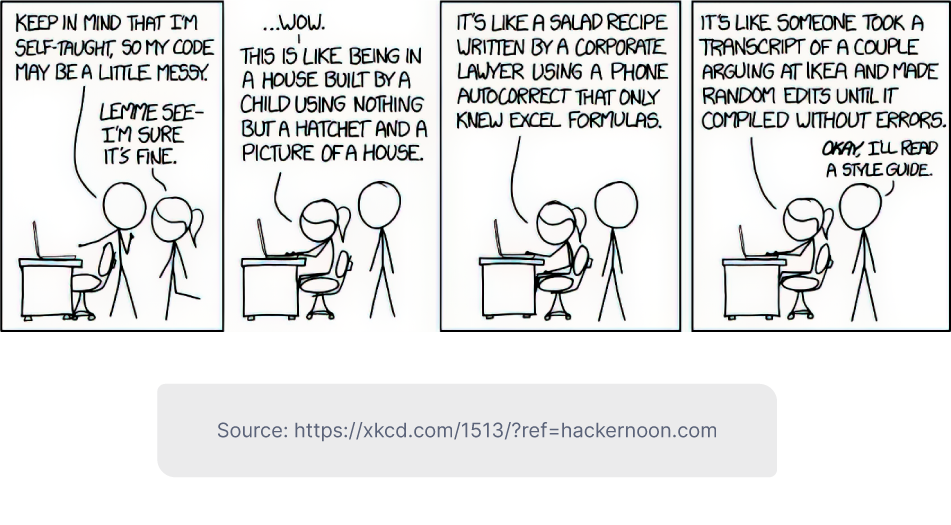 KEEP IN MIND THAT I'M
SELF-TAUGHT, SO MY CODE
MAY BE A LITTLE MESSY.
LEMME SEE-
I'M SURE
IT'S FINE.
...WOW.
THIS IS LIKE BEING IN
A HOUSE BUILT BY A
CHILD USING NOTHING
BUT A HATCHET AND A
PICTURE OF A HOUSE.
IT'S LIKE A SALAD RECIPE
WRITTEN BY A CORPORATE
LAWYER USING A PHONE
AUTOCORRECT THAT ONLY
KNEW EXCEL FORMULAS.
IT'S LIKE SOMEONE TOOK A
TRANSCRIPT OF A COUPLE
ARGUING AT IKEA AND MADE
RANDOM EDITS UNTIL IT
COMPILED WITHOUT ERRORS.
OKAY, I'LL READ
A STYLE GUIDE.
Source: https://xkcd.com/1513/?ref=hackernoon.com